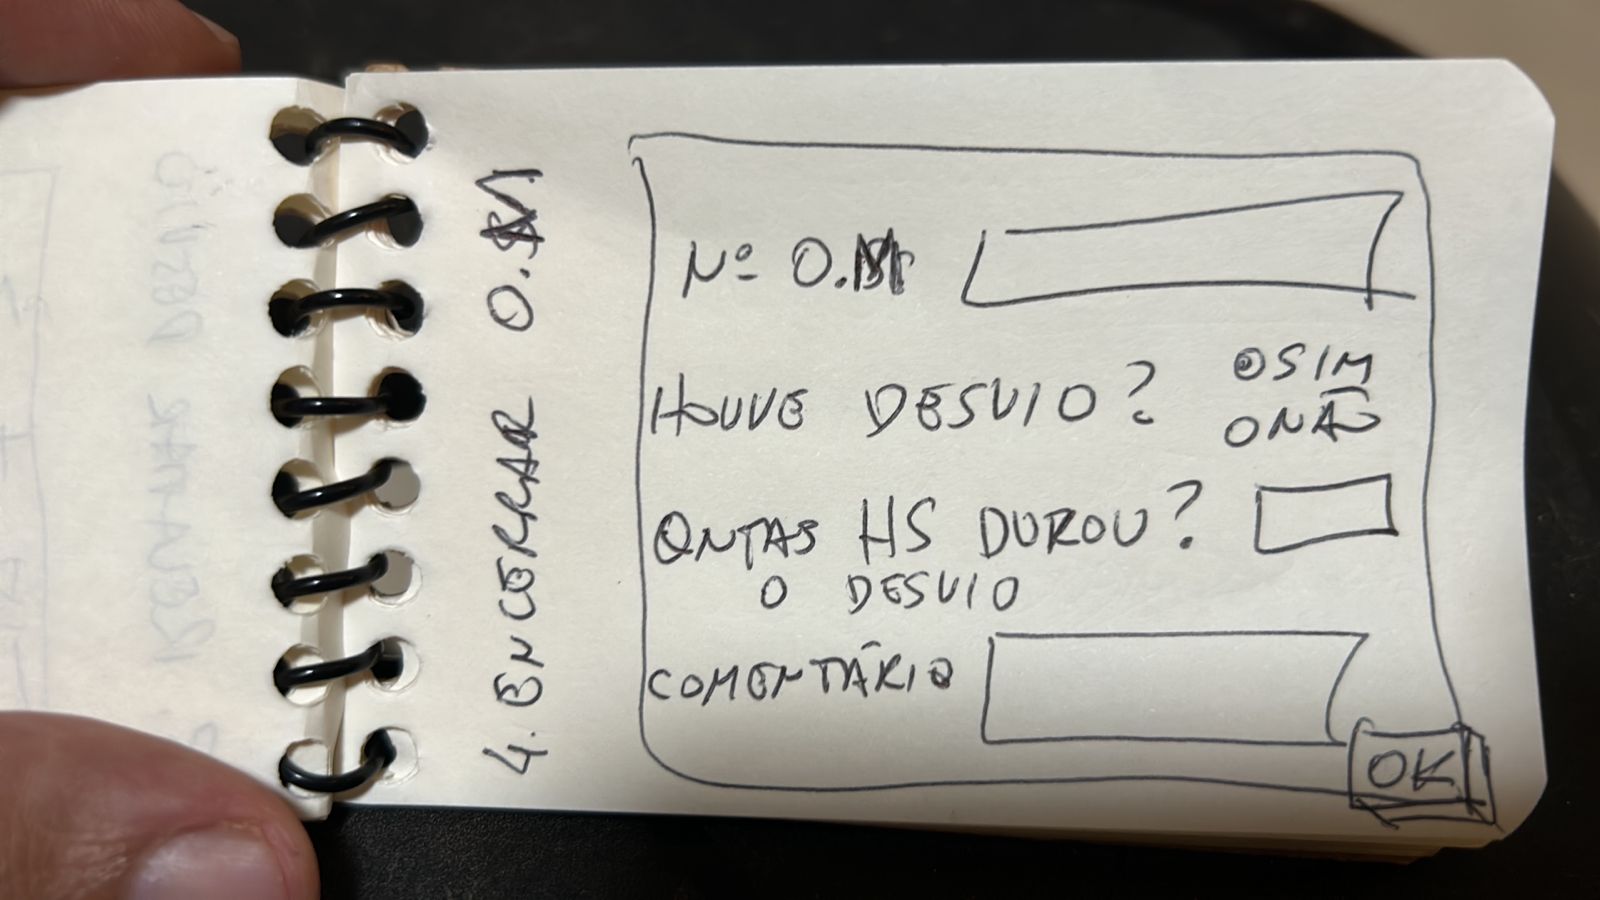 4. ENCERRAR O.M.
Nº O.M.
HOUVE DESVIO?
SIM
NÃO
QNTAS HS DUROU?
O DESVIO
COMENTÁRIO
OK